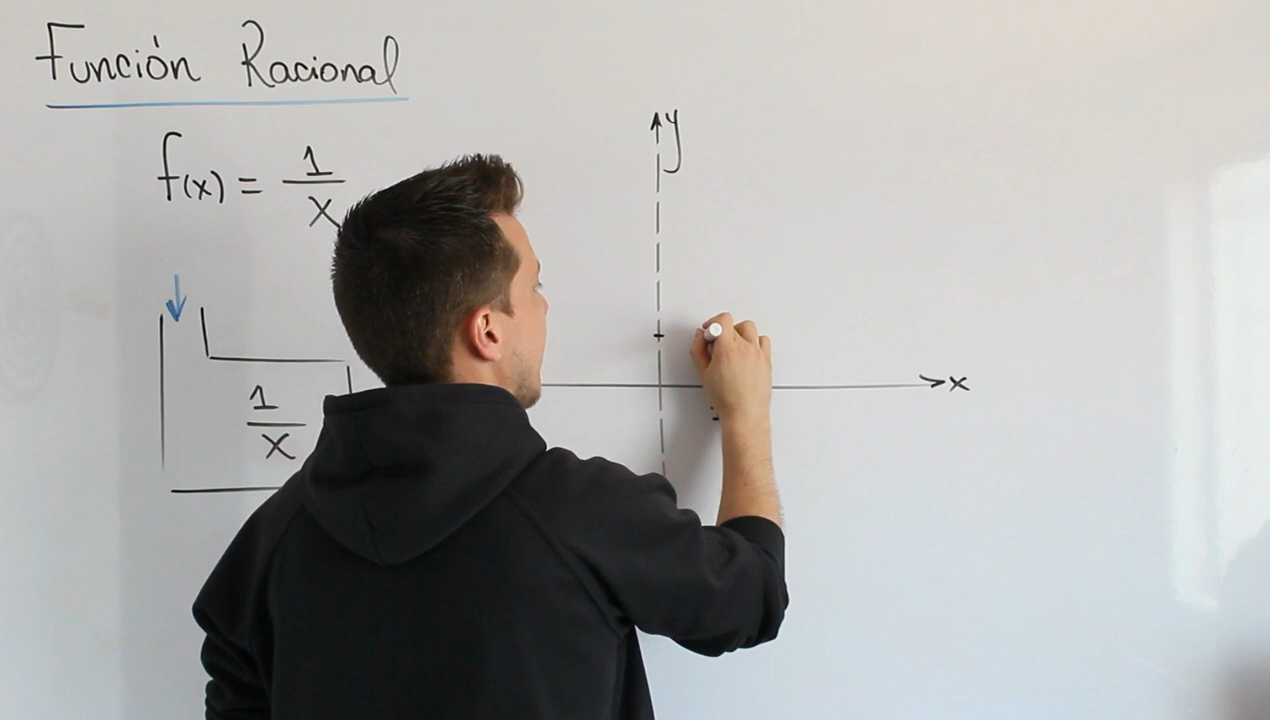 Función Racional
f(x) = 1/x
y
x
1/x